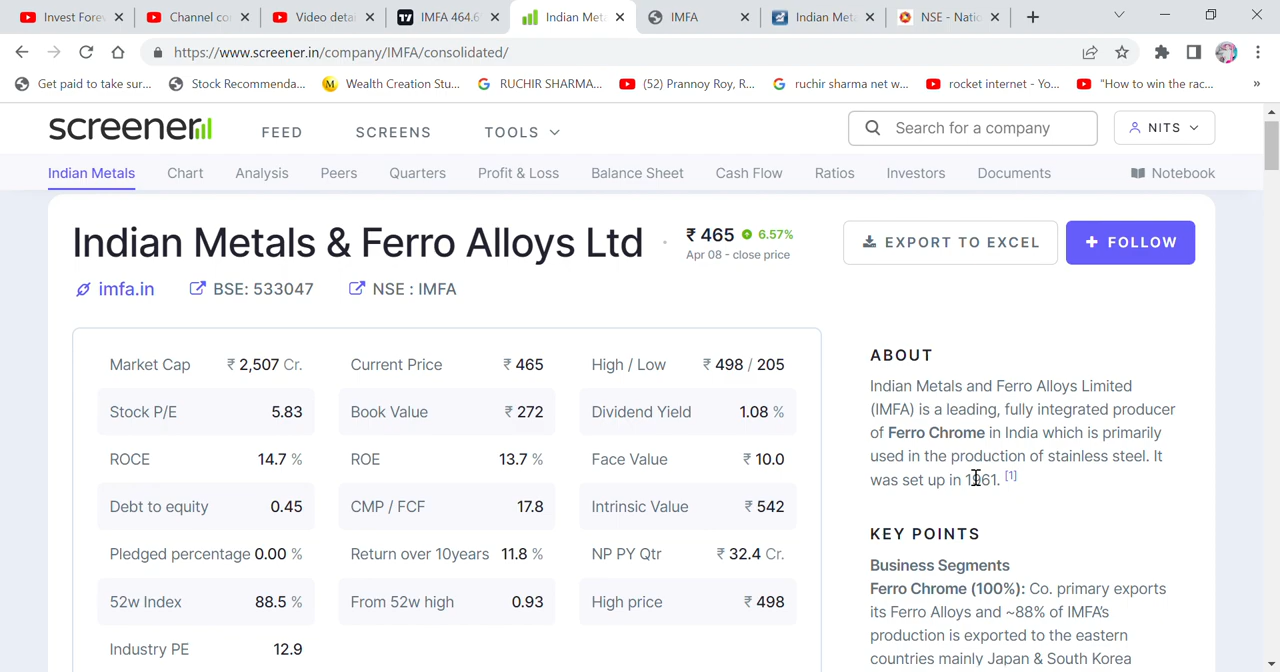 Invest Fore
Channel co
Video detai
IMFA 464.6
Indian Meta
IMFA
Indian Meta
NSE - Natio
https://www.screener.in/company/IMFA/consolidated/
Get paid to take sur...
Stock Recommenda...
Wealth Creation Stu...
RUCHIR SHARMA...
(52) Prannoy Roy, R...
ruchir sharma net w...
rocket internet - Yo...
"How to win the rac...
»
screener
FEED
SCREENS
TOOLS
Search for a company
NITS
Indian Metals
Chart
Analysis
Peers
Quarters
Profit & Loss
Balance Sheet
Cash Flow
Ratios
Investors
Documents
Notebook
Indian Metals & Ferro Alloys Ltd
₹ 465 6.57%
Apr 08 - close price
EXPORT TO EXCEL
+ FOLLOW
imfa.in
BSE: 533047
NSE : IMFA
Market Cap ₹ 2,507 Cr.
Current Price ₹ 465
High / Low ₹ 498 / 205
Stock P/E 5.83
Book Value ₹ 272
Dividend Yield 1.08 %
ROCE 14.7 %
ROE 13.7 %
Face Value ₹ 10.0
Debt to equity 0.45
CMP / FCF 17.8
Intrinsic Value ₹ 542
Pledged percentage 0.00 %
Return over 10years 11.8 %
NP PY Qtr ₹ 32.4 Cr.
52w Index 88.5 %
From 52w high 0.93
High price ₹ 498
Industry PE 12.9
ABOUT
Indian Metals and Ferro Alloys Limited
(IMFA) is a leading, fully integrated producer
of Ferro Chrome in India which is primarily
used in the production of stainless steel. It
was set up in 1961. [1]
KEY POINTS
Business Segments
Ferro Chrome (100%): Co. primary exports
its Ferro Alloys and ~88% of IMFA's
production is exported to the eastern
countries mainly Japan & South Korea